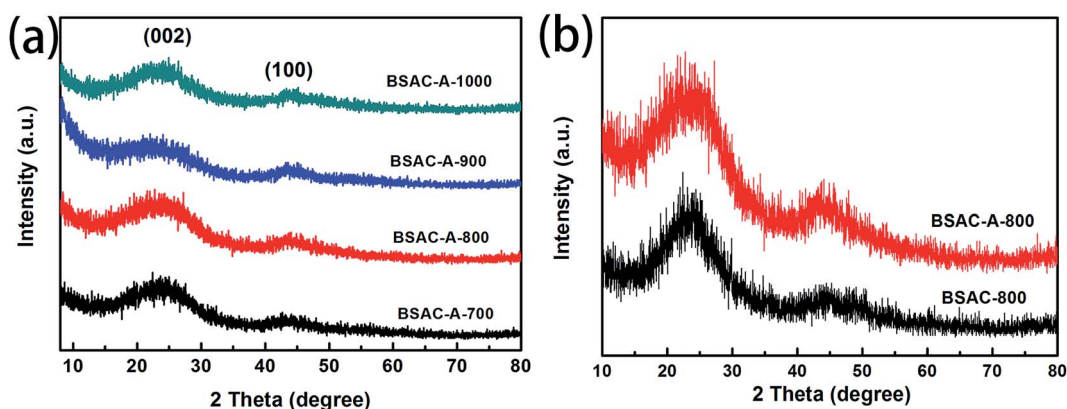 (a)
(002)
(100)
BSAC-A-1000
BSAC-A-900
BSAC-A-800
BSAC-A-700
Intensity (a.u.)
10 20 30 40 50 60 70 80
2 Theta (degree)
(b)
BSAC-A-800
BSAC-800
Intensity (a.u.)
10 20 30 40 50 60 70 80
2 Theta (degree)